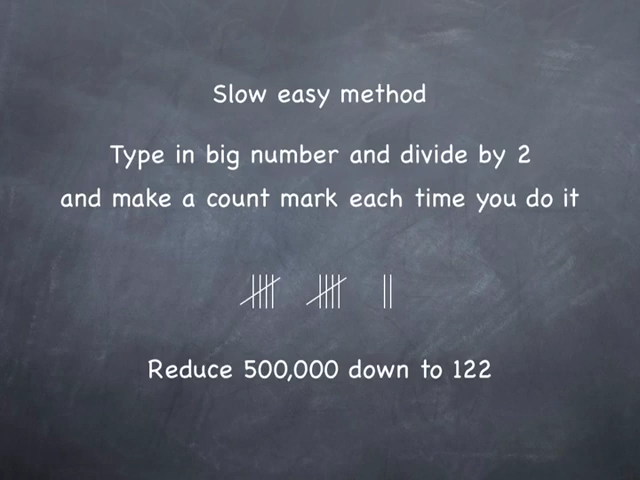 Slow easy method
Type in big number and divide by 2
and make a count mark each time you do it
Reduce 500,000 down to 122